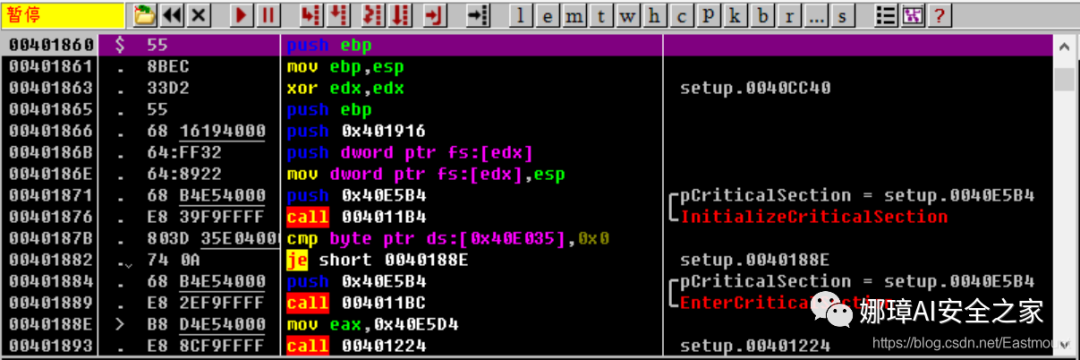 暂停 l e m t w h c p k b r ... s ?
00401860 $ 55 push ebp
00401861 . 8BEC mov ebp,esp
00401863 . 33D2 xor edx,edx setup.0040CC40
00401865 . 55 push ebp
00401866 . 68 16194000 push 0x401916
0040186B . 64:FF32 push dword ptr fs:[edx]
0040186E . 64:8922 mov dword ptr fs:[edx],esp
00401871 . 68 B4E54000 push 0x40E5B4 pCriticalSection = setup.0040E5B4
00401876 . E8 39F9FFFF call 004011B4 InitializeCriticalSection
0040187B . 803D 35E04000 cmp byte ptr ds:[0x40E035],0x0
00401882 . 74 0A je short 0040188E setup.0040188E
00401884 . 68 B4E54000 push 0x40E5B4 pCriticalSection = setup.0040E5B4
00401889 . E8 2EF9FFFF call 004011BC EnterCriticalSection
0040188E > B8 D4E54000 mov eax,0x40E5D4
00401893 . E8 8CF9FFFF call 00401224 setup.00401224
娜璋AI安全之家
https://blog.csdn.net/Eastmou